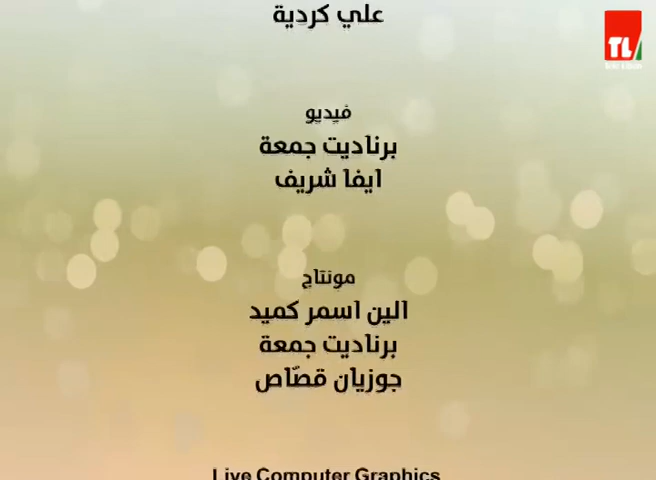 علي كردية
TL
فيديو
برناديت جمعة
ايفا شريف
مونتاج
الين اسمر كميد
برناديت جمعة
جوزيان قصّاص
Live Computer Graphics